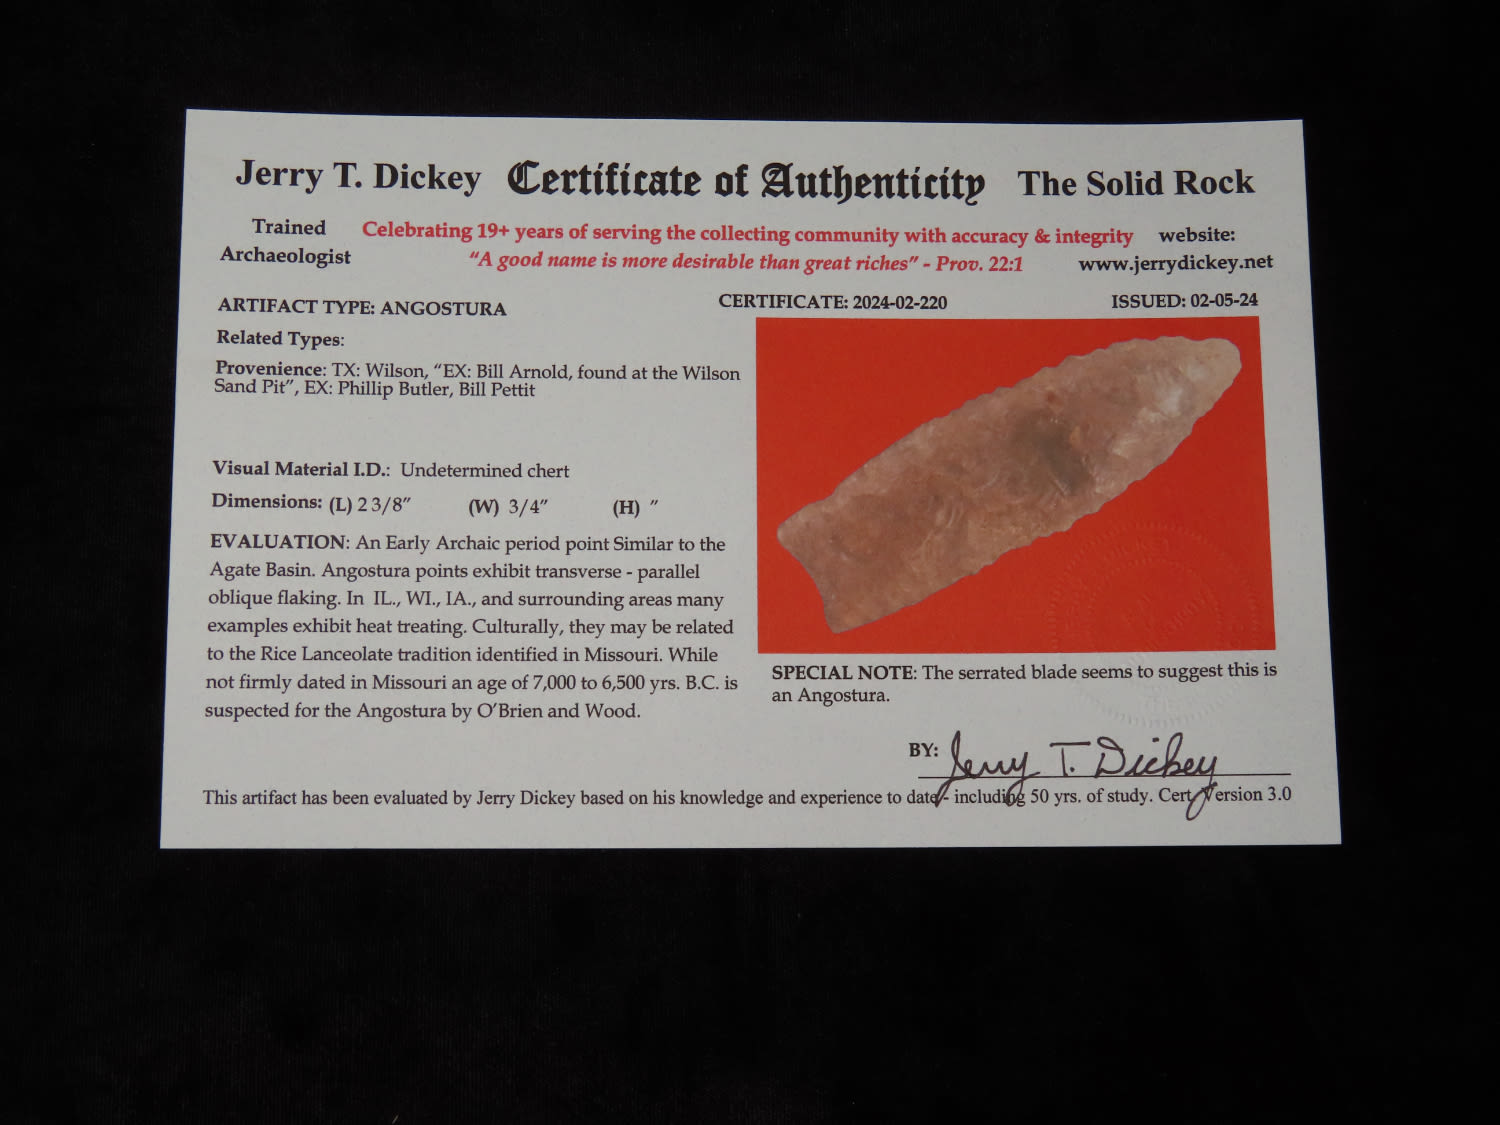 Jerry T. Dickey Certificate of Authenticity The Solid Rock
Trained Archaeologist
Celebrating 19+ years of serving the collecting community with accuracy & integrity
"A good name is more desirable than great riches" - Prov. 22:1
website:
www.jerrydickey.net
ARTIFACT TYPE: ANGOSTURA
CERTIFICATE: 2024-02-220
ISSUED: 02-05-24
Related Types:
Provenience: TX: Wilson, "EX: Bill Arnold, found at the Wilson
Sand Pit", EX: Phillip Butler, Bill Pettit
Visual Material I.D.: Undetermined chert
Dimensions: (L) 2 3/8" (W) 3/4" (H) "
EVALUATION: An Early Archaic period point Similar to the
Agate Basin. Angostura points exhibit transverse - parallel
oblique flaking. In IL., WI., IA., and surrounding areas many
examples exhibit heat treating. Culturally, they may be related
to the Rice Lanceolate tradition identified in Missouri. While
not firmly dated in Missouri an age of 7,000 to 6,500 yrs. B.C. is
suspected for the Angostura by O'Brien and Wood.
SPECIAL NOTE: The serrated blade seems to suggest this is
an Angostura.
BY: Jerry T. Dickey
This artifact has been evaluated by Jerry Dickey based on his knowledge and experience to date - including 50 yrs. of study. Cert. Version 3.0